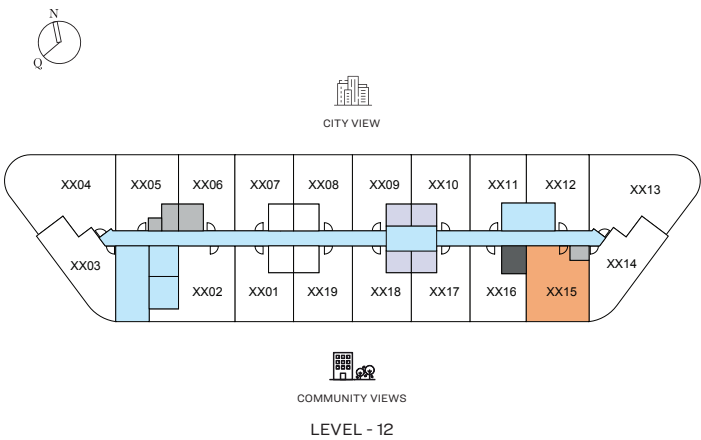 N
Q
CITY VIEW
XX04 XX05 XX06 XX07 XX08 XX09 XX10 XX11 XX12 XX13
XX03 XX02 XX01 XX19 XX18 XX17 XX16 XX15 XX14
COMMUNITY VIEWS
LEVEL - 12